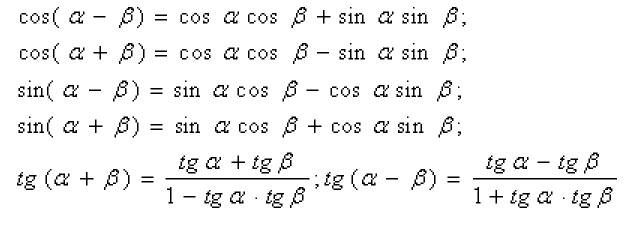 cos( α − β) = cos α cos β + sin α sin β;
cos( α + β) = cos α cos β − sin α sin β;
sin( α − β) = sin α cos β − cos α sin β;
sin( α + β) = sin α cos β + cos α sin β;
tg (α + β) = (tg α + tg β)/(1 − tg α · tg β); tg (α − β) = (tg α − tg β)/(1 + tg α · tg β)